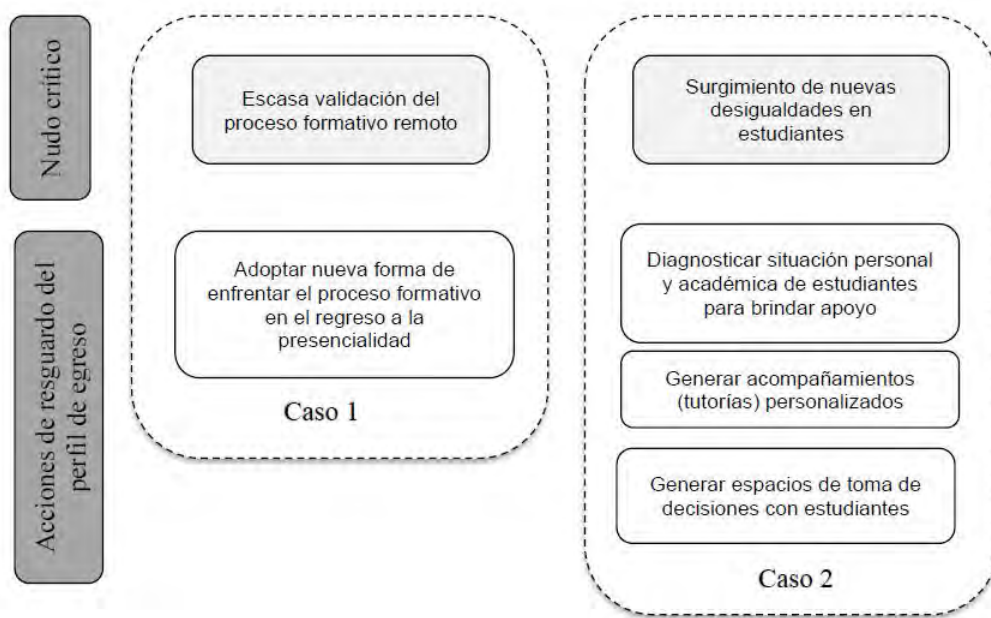 Nudo crítico
Escasa validación del
proceso formativo remoto
Surgimiento de nuevas
desigualdades en
estudiantes
Acciones de resguardo del
perfil de egreso
Adoptar nueva forma de
enfrentar el proceso formativo
en el regreso a la
presencialidad
Caso 1
Diagnosticar situación personal
y académica de estudiantes
para brindar apoyo
Generar acompañamientos
(tutorías) personalizados
Generar espacios de toma de
decisiones con estudiantes
Caso 2